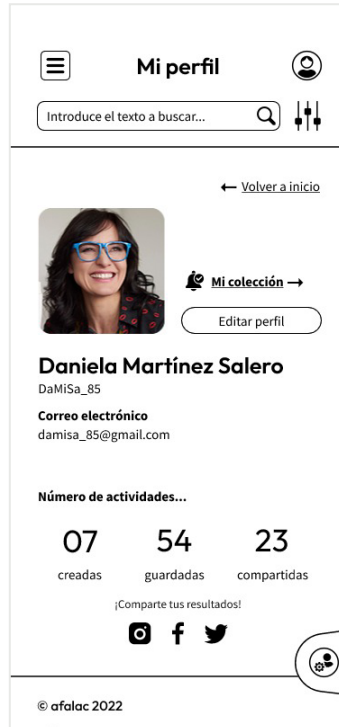 Mi perfil
Introduce el texto a buscar...
Volver a inicio
Mi colección
Editar perfil
Daniela Martínez Salero
DaMiSa_85
Correo electrónico
damisa_85@gmail.com
Número de actividades...
07 54 23
creadas guardadas compartidas
¡Comparte tus resultados!
© afalac 2022